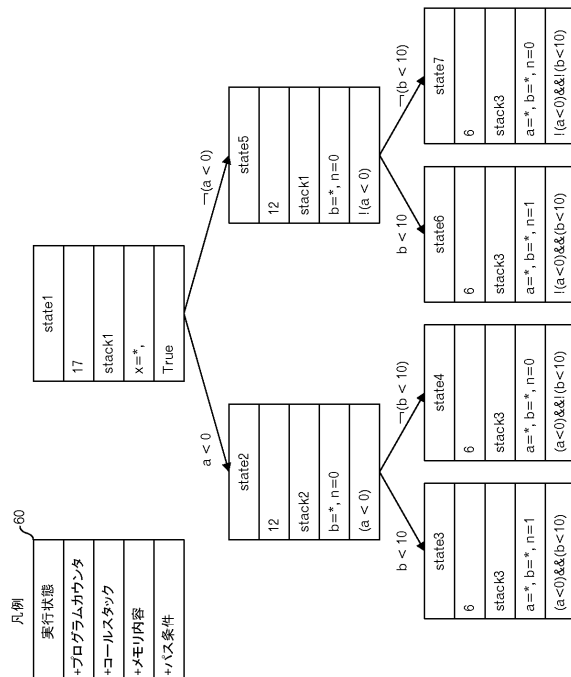 凡例
60
実行状態
+プログラムカウンタ
+コールスタック
+メモリ内容
+パス条件
state1
17
stack1
x=*,
True
a < 0
¬(a < 0)
state2
12
stack2
b=*, n=0
(a < 0)
state5
12
stack1
b=*, n=0
!(a < 0)
b < 10
¬(b < 10)
b < 10
¬(b < 10)
state3
6
stack3
a=*, b=*, n=1
(a<0)&&(b<10)
state4
6
stack3
a=*, b=*, n=0
(a<0)&&!(b<10)
state6
6
stack3
a=*, b=*, n=1
!(a<0)&&(b<10)
state7
6
stack3
a=*, b=*, n=0
!(a<0)&&!(b<10)